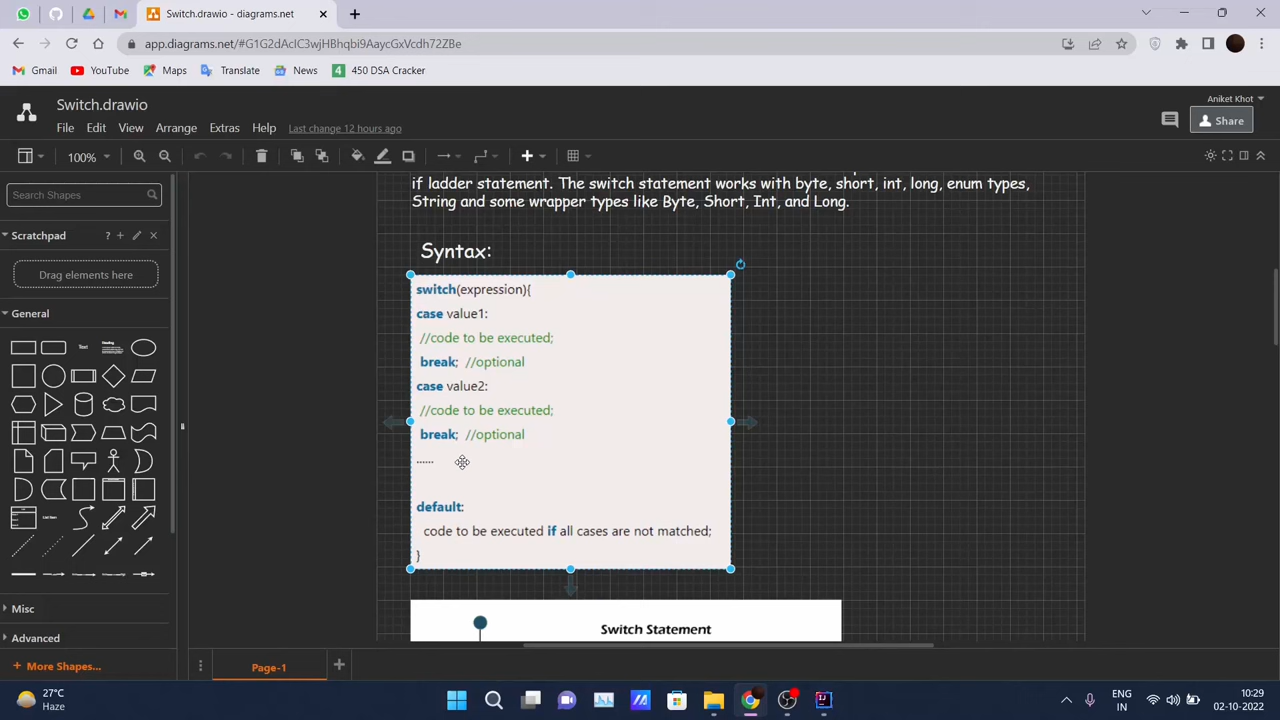 Switch.drawio - diagrams.net
app.diagrams.net/#G1G2dAclC3wjHBhqbi9AaycGxVcdh72ZBe
Gmail YouTube Maps Translate News 4 450 DSA Cracker
Switch.drawio
Aniket Khot
File Edit View Arrange Extras Help Last change 12 hours ago
Share
100%
Search Shapes
if ladder statement. The switch statement works with byte, short, int, long, enum types,
String and some wrapper types like Byte, Short, Int, and Long.
Scratchpad ?
Drag elements here
General
Text
Heading
List Item
Misc
Advanced
+ More Shapes...
Syntax:
switch(expression){
case value1:
//code to be executed;
break; //optional
case value2:
//code to be executed;
break; //optional
......
default:
code to be executed if all cases are not matched;
}
Switch Statement
Page-1
27°C
Haze
ENG
IN
10:29
02-10-2022